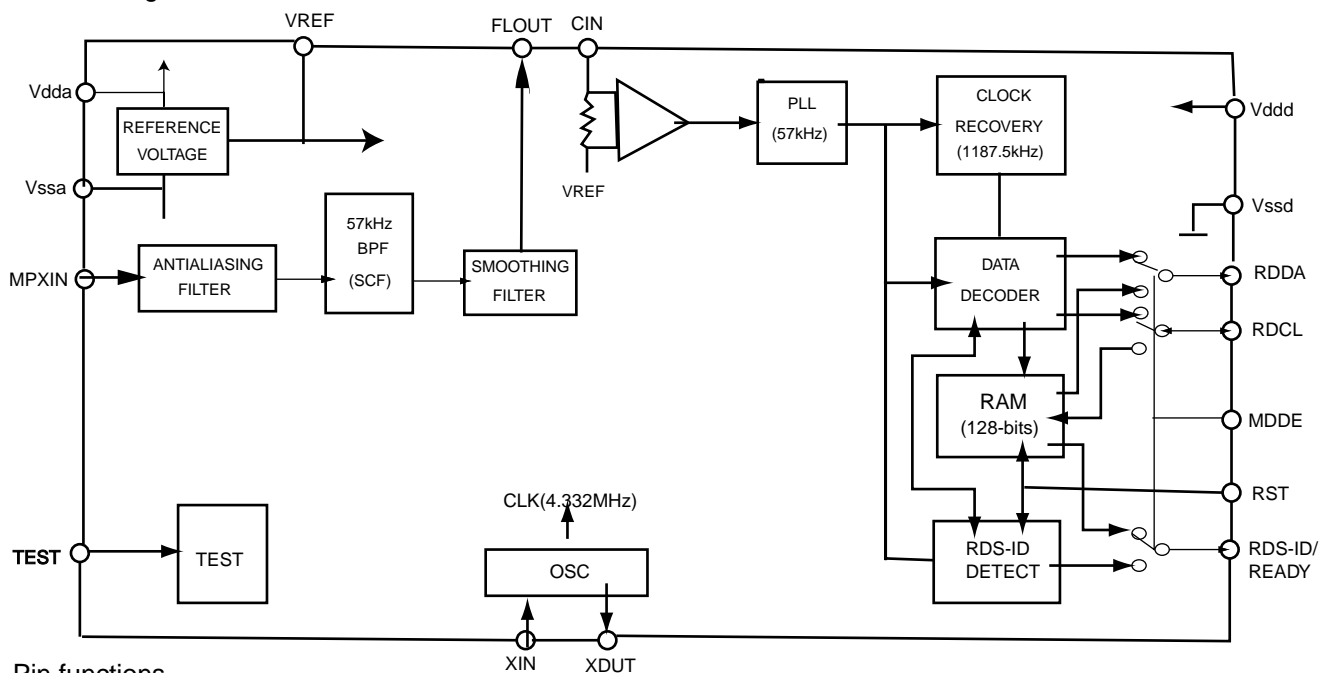 VREF
FLOUT
CIN
Vdda
REFERENCE
VOLTAGE
Vssa
VREF
PLL
(57kHz)
CLOCK
RECOVERY
(1187.5kHz)
Vddd
Vssd
MPXIN
ANTIALIASING
FILTER
57kHz
BPF
(SCF)
SMOOTHING
FILTER
DATA
DECODER
RDDA
RDCL
RAM
(128-bits)
MDDE
RST
CLK(4.332MHz)
TEST
TEST
OSC
RDS-ID
DETECT
RDS-ID/
READY
XIN
XDUT
Pin functions